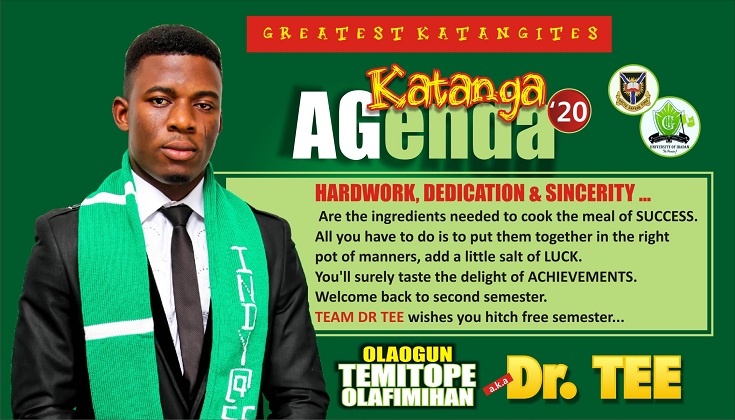 GREATEST KATANGITES
Katanga
AGenda
'20
UNIVERSITY OF IBADAN
HARDWORK, DEDICATION & SINCERITY ...
Are the ingredients needed to cook the meal of SUCCESS.
All you have to do is to put them together in the right
pot of manners, add a little salt of LUCK.
You'll surely taste the delight of ACHIEVEMENTS.
Welcome back to second semester.
TEAM DR TEE wishes you hitch free semester...
INDY@
OLAOGUN
TEMITOPE
OLAFIMIHAN
a.k.a
Dr. TEE